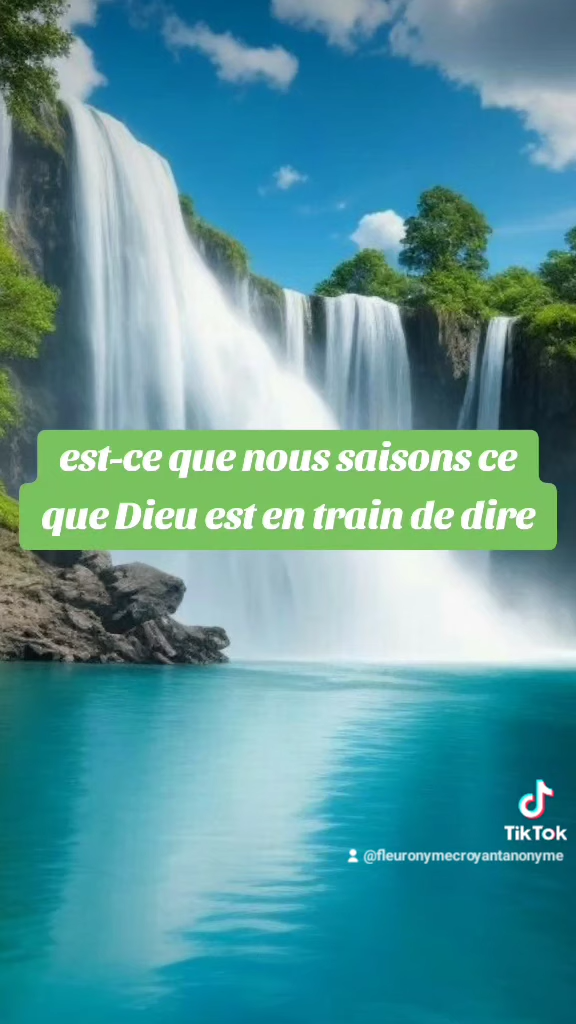 est-ce que nous saisons ce
que Dieu est en train de dire
TikTok
@fleuronymecroyantanonyme